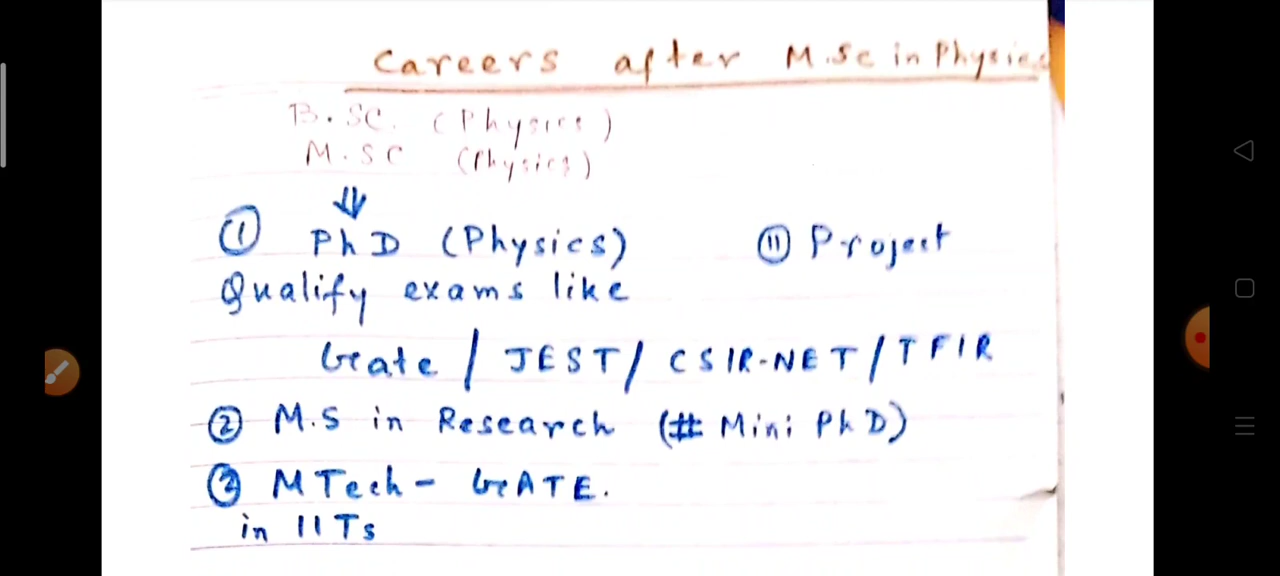 Careers after M.Sc in Physics
B.SC. (Physics)
M.SC (Physics)
① PhD (Physics) ⑪ Project
Qualify exams like
Gate / JEST / CSIR-NET / TFIR
② M.S in Research (# Mini PhD)
③ MTech - GATE.
in IITs